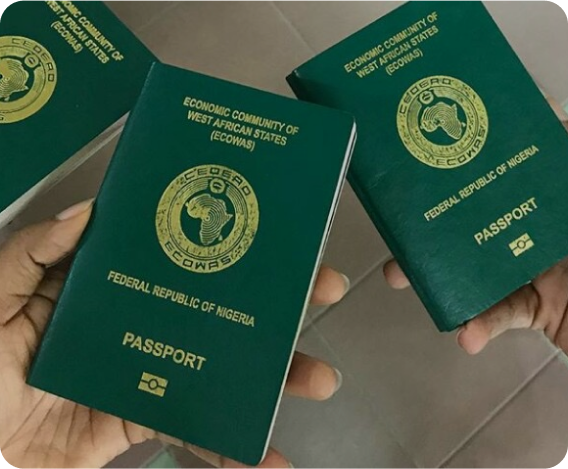 ECONOMIC COMMUNITY OF
WEST AFRICAN STATES
(ECOWAS)
CEDEAO
ECONOMIC COMMUNITY OF
WEST AFRICAN STATES
(ECOWAS)
CEDEAO
ECOWAS
FEDERAL REPUBLIC OF NIGERIA
PASSPORT
ECONOMIC COMMUNITY OF
WEST AFRICAN STATES
(ECOWAS)
CEDEAO
ECOWAS
FEDERAL REPUBLIC OF NIGERIA
PASSPORT